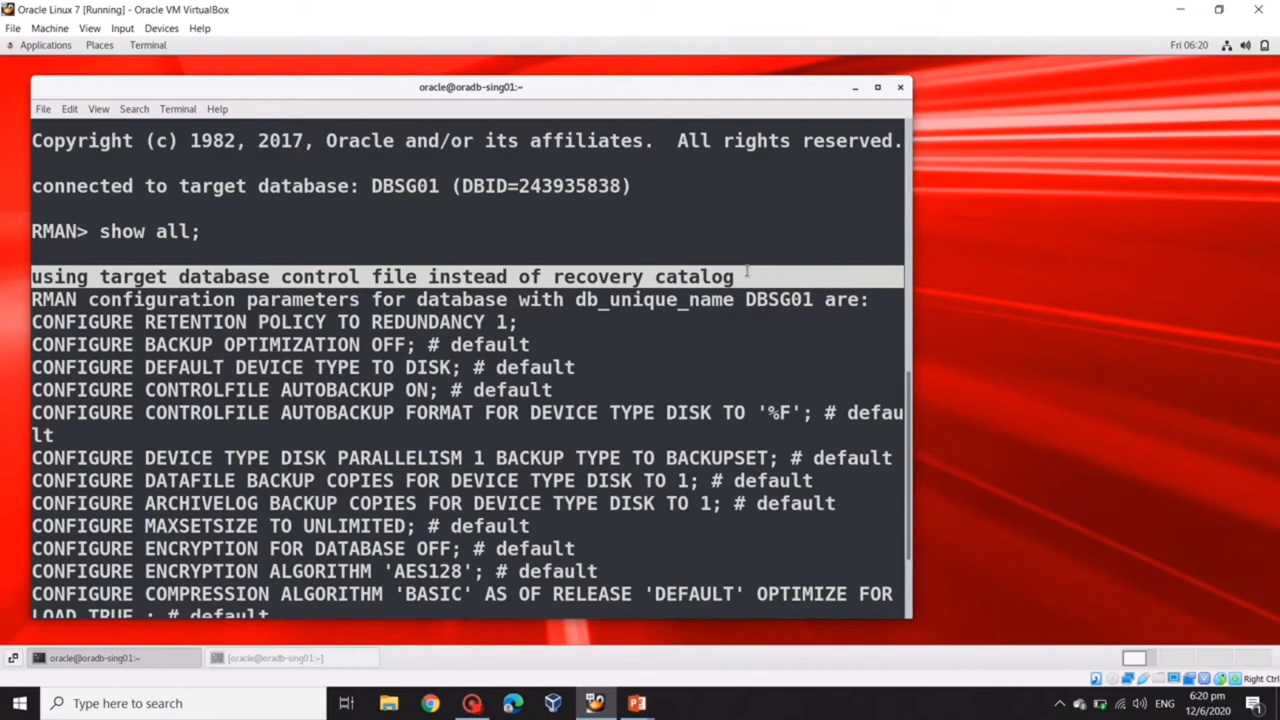 Oracle Linux 7 [Running] - Oracle VM VirtualBox
File Machine View Input Devices Help
Applications Places Terminal Fri 06:20
oracle@oradb-sing01:~
File Edit View Search Terminal Help
Copyright (c) 1982, 2017, Oracle and/or its affiliates.  All rights reserved.
connected to target database: DBSG01 (DBID=243935838)
RMAN> show all;
using target database control file instead of recovery catalog
RMAN configuration parameters for database with db_unique_name DBSG01 are:
CONFIGURE RETENTION POLICY TO REDUNDANCY 1;
CONFIGURE BACKUP OPTIMIZATION OFF; # default
CONFIGURE DEFAULT DEVICE TYPE TO DISK; # default
CONFIGURE CONTROLFILE AUTOBACKUP ON; # default
CONFIGURE CONTROLFILE AUTOBACKUP FORMAT FOR DEVICE TYPE DISK TO '%F'; # defau
lt
CONFIGURE DEVICE TYPE DISK PARALLELISM 1 BACKUP TYPE TO BACKUPSET; # default
CONFIGURE DATAFILE BACKUP COPIES FOR DEVICE TYPE DISK TO 1; # default
CONFIGURE ARCHIVELOG BACKUP COPIES FOR DEVICE TYPE DISK TO 1; # default
CONFIGURE MAXSETSIZE TO UNLIMITED; # default
CONFIGURE ENCRYPTION FOR DATABASE OFF; # default
CONFIGURE ENCRYPTION ALGORITHM 'AES128'; # default
CONFIGURE COMPRESSION ALGORITHM 'BASIC' AS OF RELEASE 'DEFAULT' OPTIMIZE FOR
LOAD TRUE ; # default
oracle@oradb-sing01:~ [oracle@oradb-sing01:~]
Right Ctrl
Type here to search ENG 6:20 pm
12/6/2020